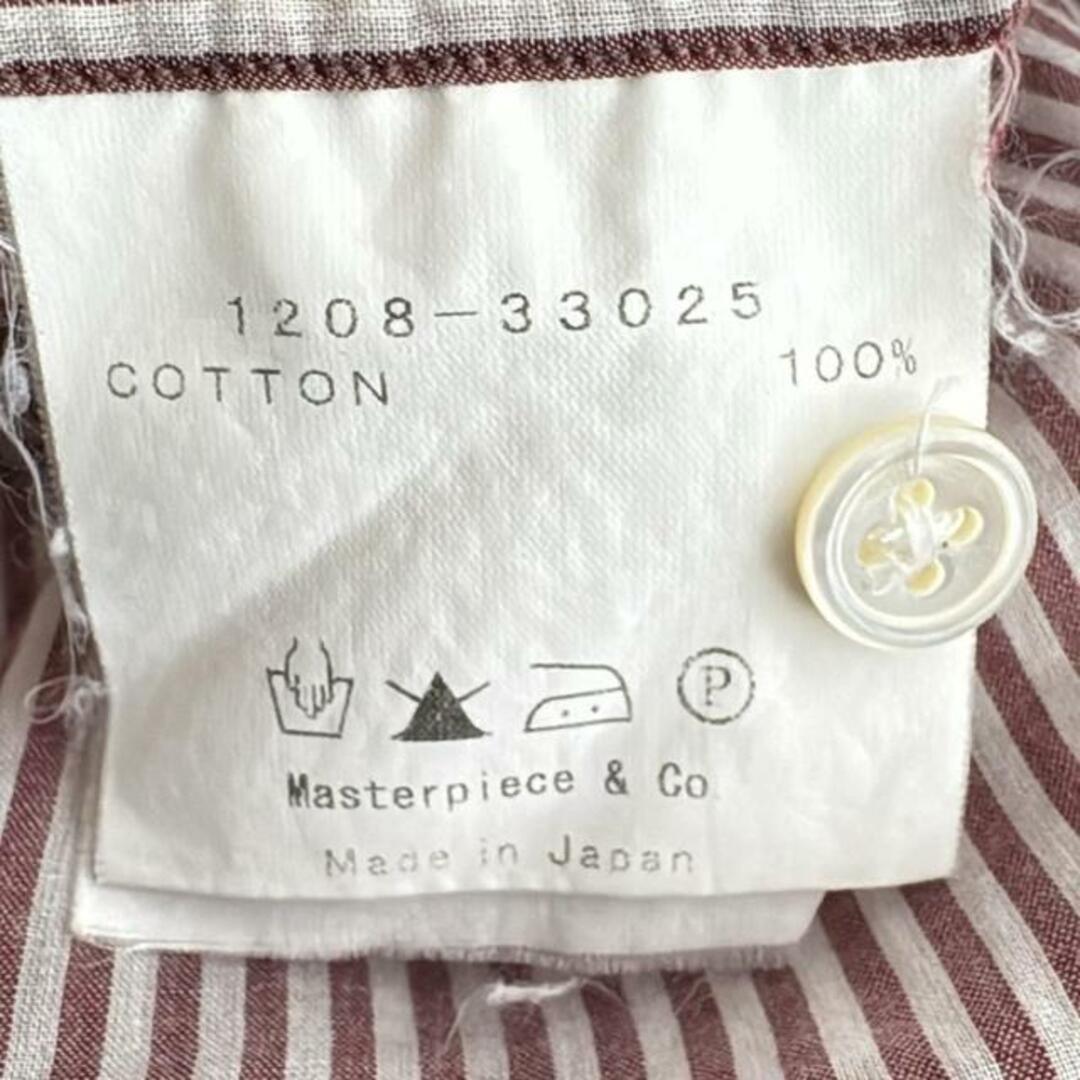 1208-33025
COTTON 100%
P
Masterpiece & Co
Made in Japan